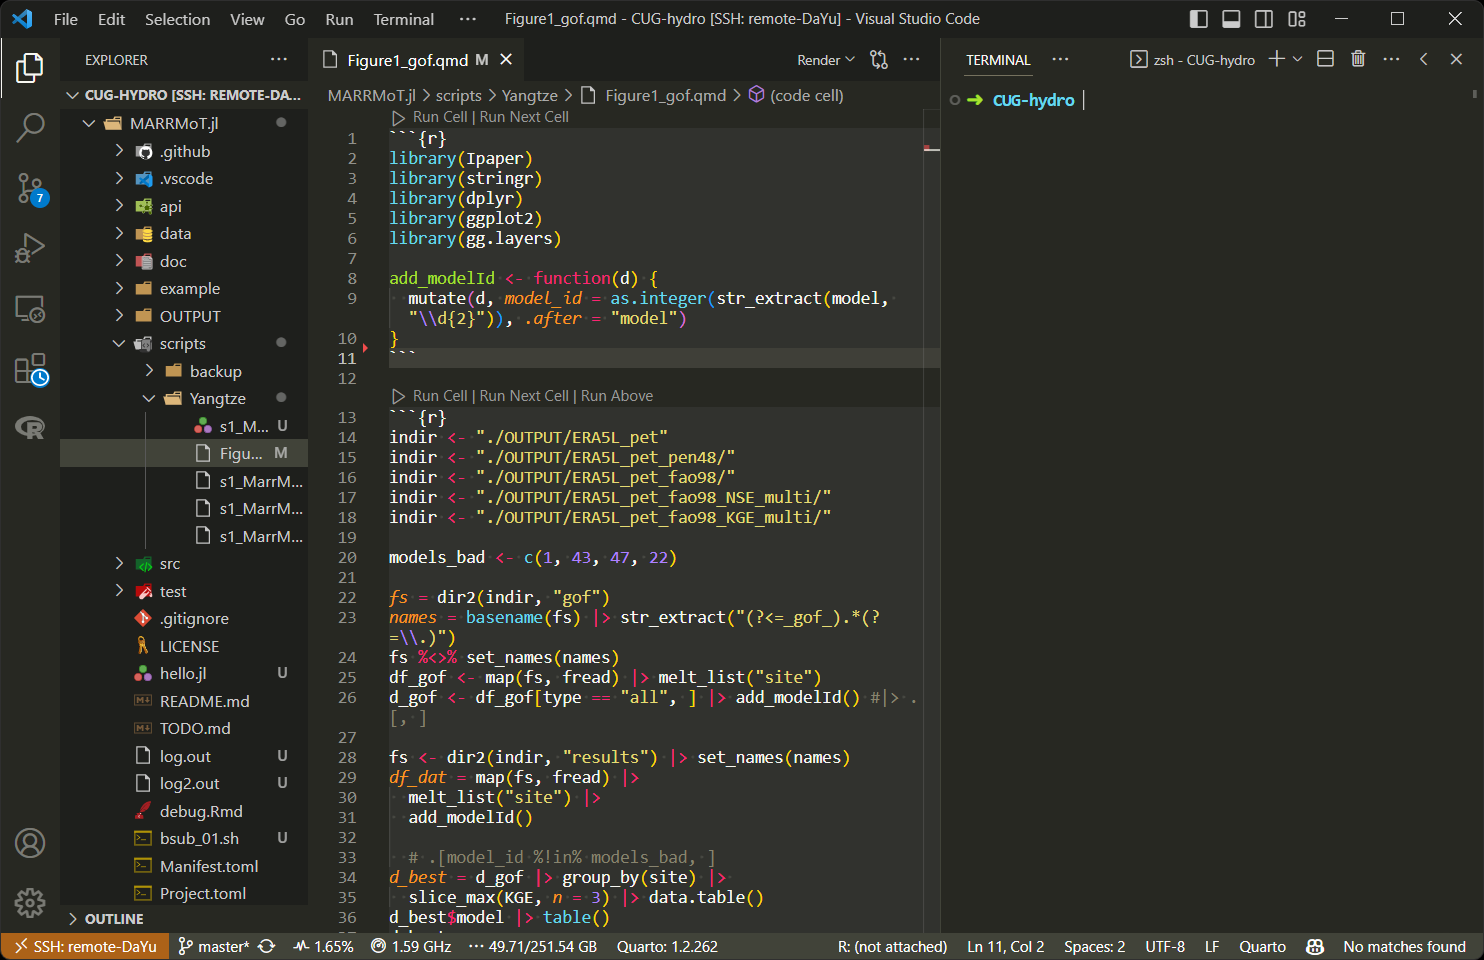 File Edit Selection View Go Run Terminal ··· Figure1_gof.qmd - CUG-hydro [SSH: remote-DaYu] - Visual Studio Code
EXPLORER ···
CUG-HYDRO [SSH: REMOTE-DA...
MARRMoT.jl
.github
.vscode
api
data
doc
example
OUTPUT
scripts
backup
Yangtze
s1_M... U
Figu... M
s1_MarrM...
s1_MarrM...
s1_MarrM...
src
test
.gitignore
LICENSE
hello.jl U
README.md
TODO.md
log.out U
log2.out U
debug.Rmd
bsub_01.sh U
Manifest.toml
Project.toml
OUTLINE
7
Figure1_gof.qmd M
Render ···
MARRMoT.jl > scripts > Yangtze > Figure1_gof.qmd > (code cell)
Run Cell | Run Next Cell
1 ```{r}
2 library(Ipaper)
3 library(stringr)
4 library(dplyr)
5 library(ggplot2)
6 library(gg.layers)
7
8 add_modelId <- function(d) {
9   mutate(d, model_id = as.integer(str_extract(model,
  "\\d{2}")), .after = "model")
10 }
11 ```
12
Run Cell | Run Next Cell | Run Above
13 ```{r}
14 indir <- "./OUTPUT/ERA5L_pet"
15 indir <- "./OUTPUT/ERA5L_pet_pen48/"
16 indir <- "./OUTPUT/ERA5L_pet_fao98/"
17 indir <- "./OUTPUT/ERA5L_pet_fao98_NSE_multi/"
18 indir <- "./OUTPUT/ERA5L_pet_fao98_KGE_multi/"
19
20 models_bad <- c(1, 43, 47, 22)
21
22 fs = dir2(indir, "gof")
23 names = basename(fs) |> str_extract("(?<=_gof_).*(?
=\\.)")
24 fs %<>% set_names(names)
25 df_gof <- map(fs, fread) |> melt_list("site")
26 d_gof <- df_gof[type == "all", ] |> add_modelId() #|> .
[, ]
27
28 fs <- dir2(indir, "results") |> set_names(names)
29 df_dat = map(fs, fread) |>
30   melt_list("site") |>
31   add_modelId()
32
33   # .[model_id %!in% models_bad, ]
34 d_best = d_gof |> group_by(site) |>
35   slice_max(KGE, n = 3) |> data.table()
36 d_best$model |> table()
TERMINAL ··· zsh - CUG-hydro ···
➜ CUG-hydro
SSH: remote-DaYu master* 1.65% 1.59 GHz ··· 49.71/251.54 GB Quarto: 1.2.262 R: (not attached) Ln 11, Col 2 Spaces: 2 UTF-8 LF Quarto No matches found